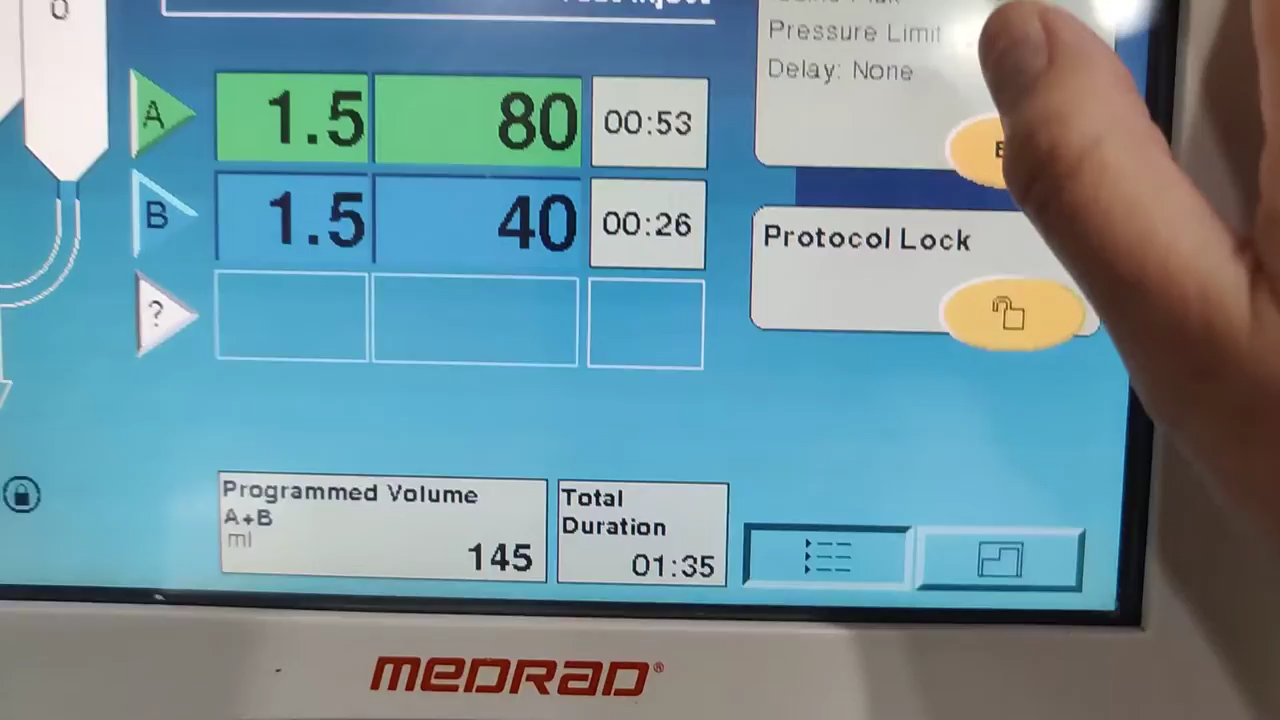 0
Pressure Limit
Delay: None
A 1.5 80 00:53
B 1.5 40 00:26
Protocol Lock
?
Programmed Volume
A+B
ml
145
Total
Duration
01:35
MEDRAD®